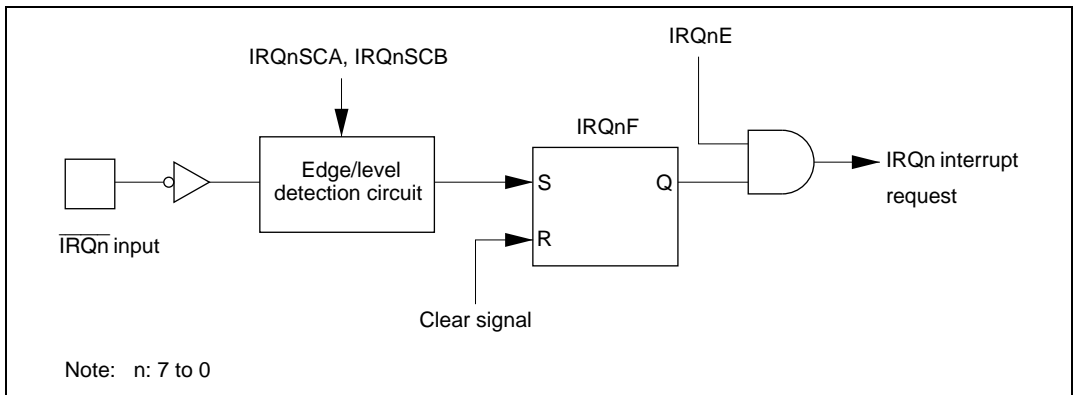 IRQnE
IRQnSCA, IRQnSCB
IRQnF
Edge/level
detection circuit
S
Q
IRQn interrupt
request
R
IRQn input
Clear signal
Note: n: 7 to 0